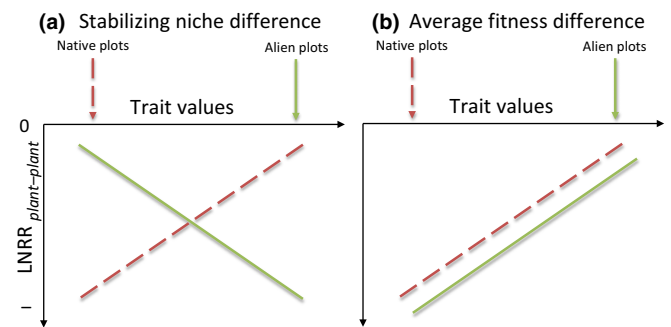 (a) Stabilizing niche difference
Native plots
Alien plots
Trait values
0
LNRR plant–plant
–
(b) Average fitness difference
Native plots
Alien plots
Trait values